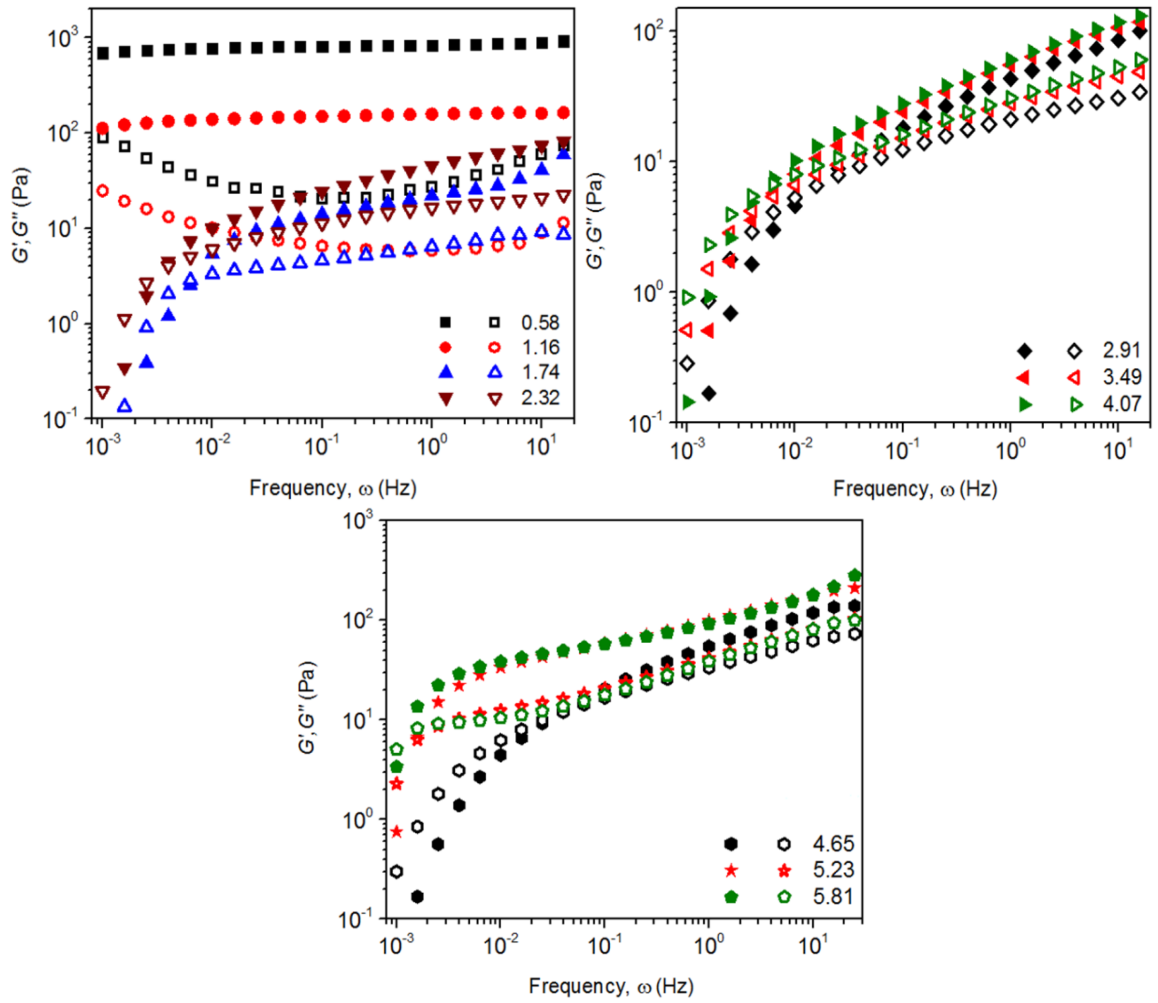 10³
10²
10¹
10⁰
10⁻¹
G', G" (Pa)
0.58
1.16
1.74
2.32
10⁻³ 10⁻² 10⁻¹ 10⁰ 10¹
Frequency, ω (Hz)
10²
10¹
10⁰
10⁻¹
G', G" (Pa)
2.91
3.49
4.07
10⁻³ 10⁻² 10⁻¹ 10⁰ 10¹
Frequency, ω (Hz)
10³
10²
10¹
10⁰
10⁻¹
G', G" (Pa)
4.65
5.23
5.81
10⁻³ 10⁻² 10⁻¹ 10⁰ 10¹
Frequency, ω (Hz)